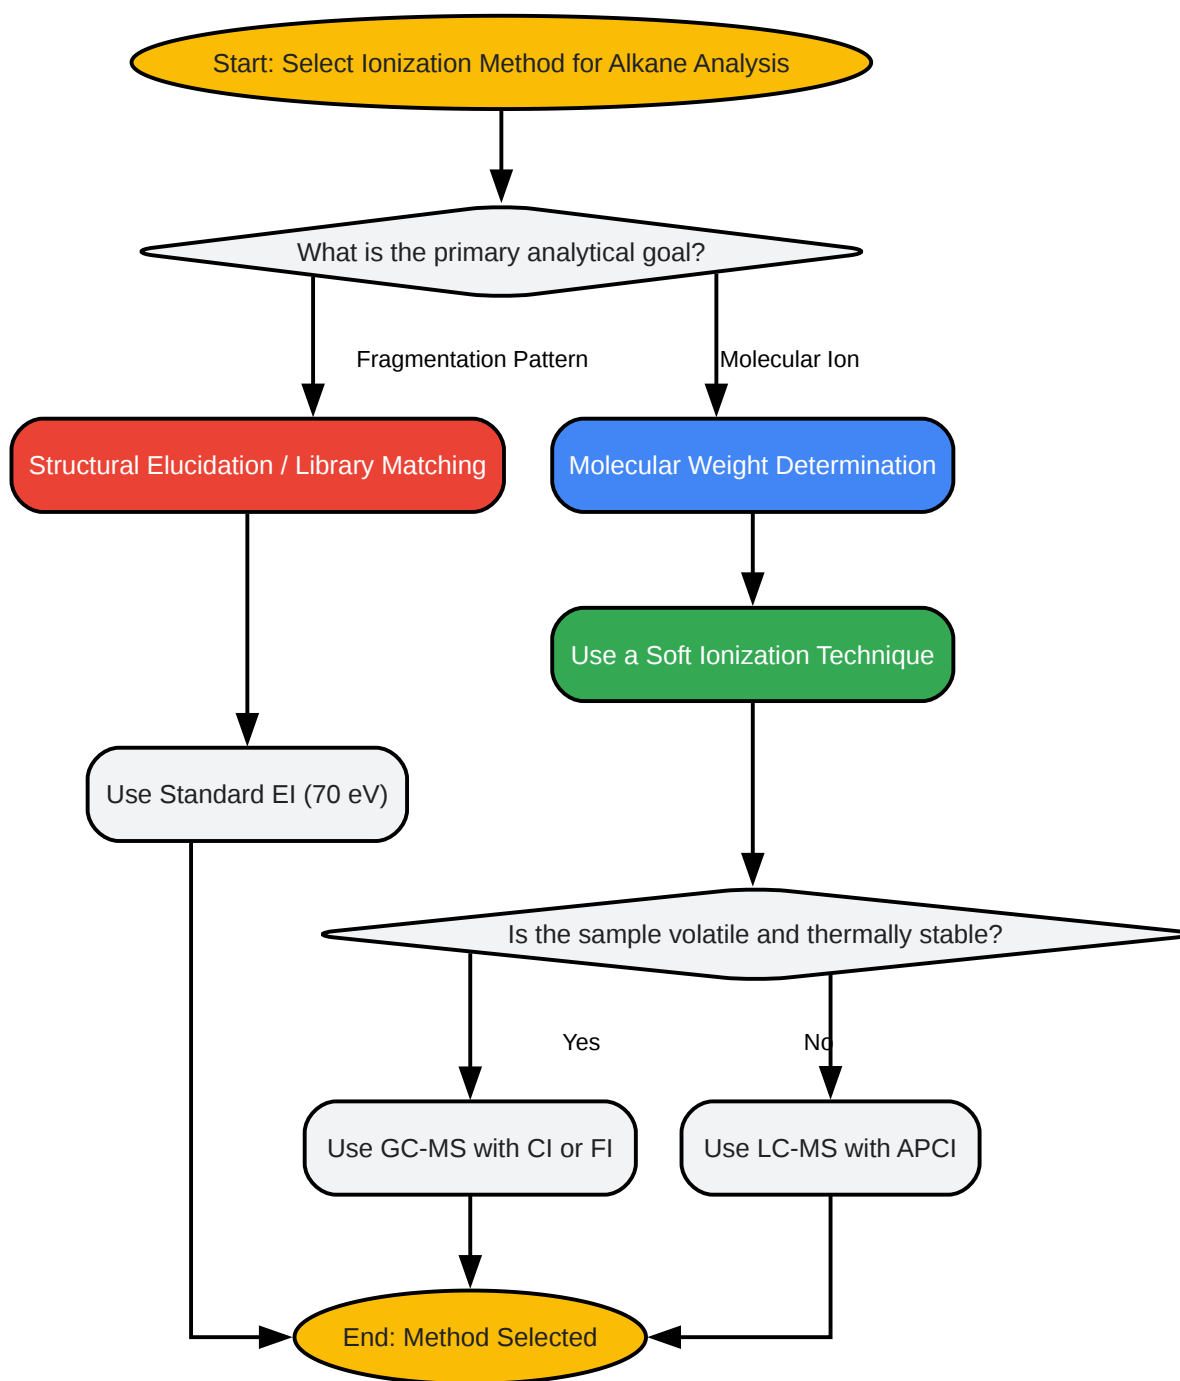 Start: Select Ionization Method for Alkane Analysis
What is the primary analytical goal?
Fragmentation Pattern
Molecular Ion
Structural Elucidation / Library Matching
Molecular Weight Determination
Use a Soft Ionization Technique
Use Standard EI (70 eV)
Is the sample volatile and thermally stable?
Yes
No
Use GC-MS with CI or FI
Use LC-MS with APCI
End: Method Selected